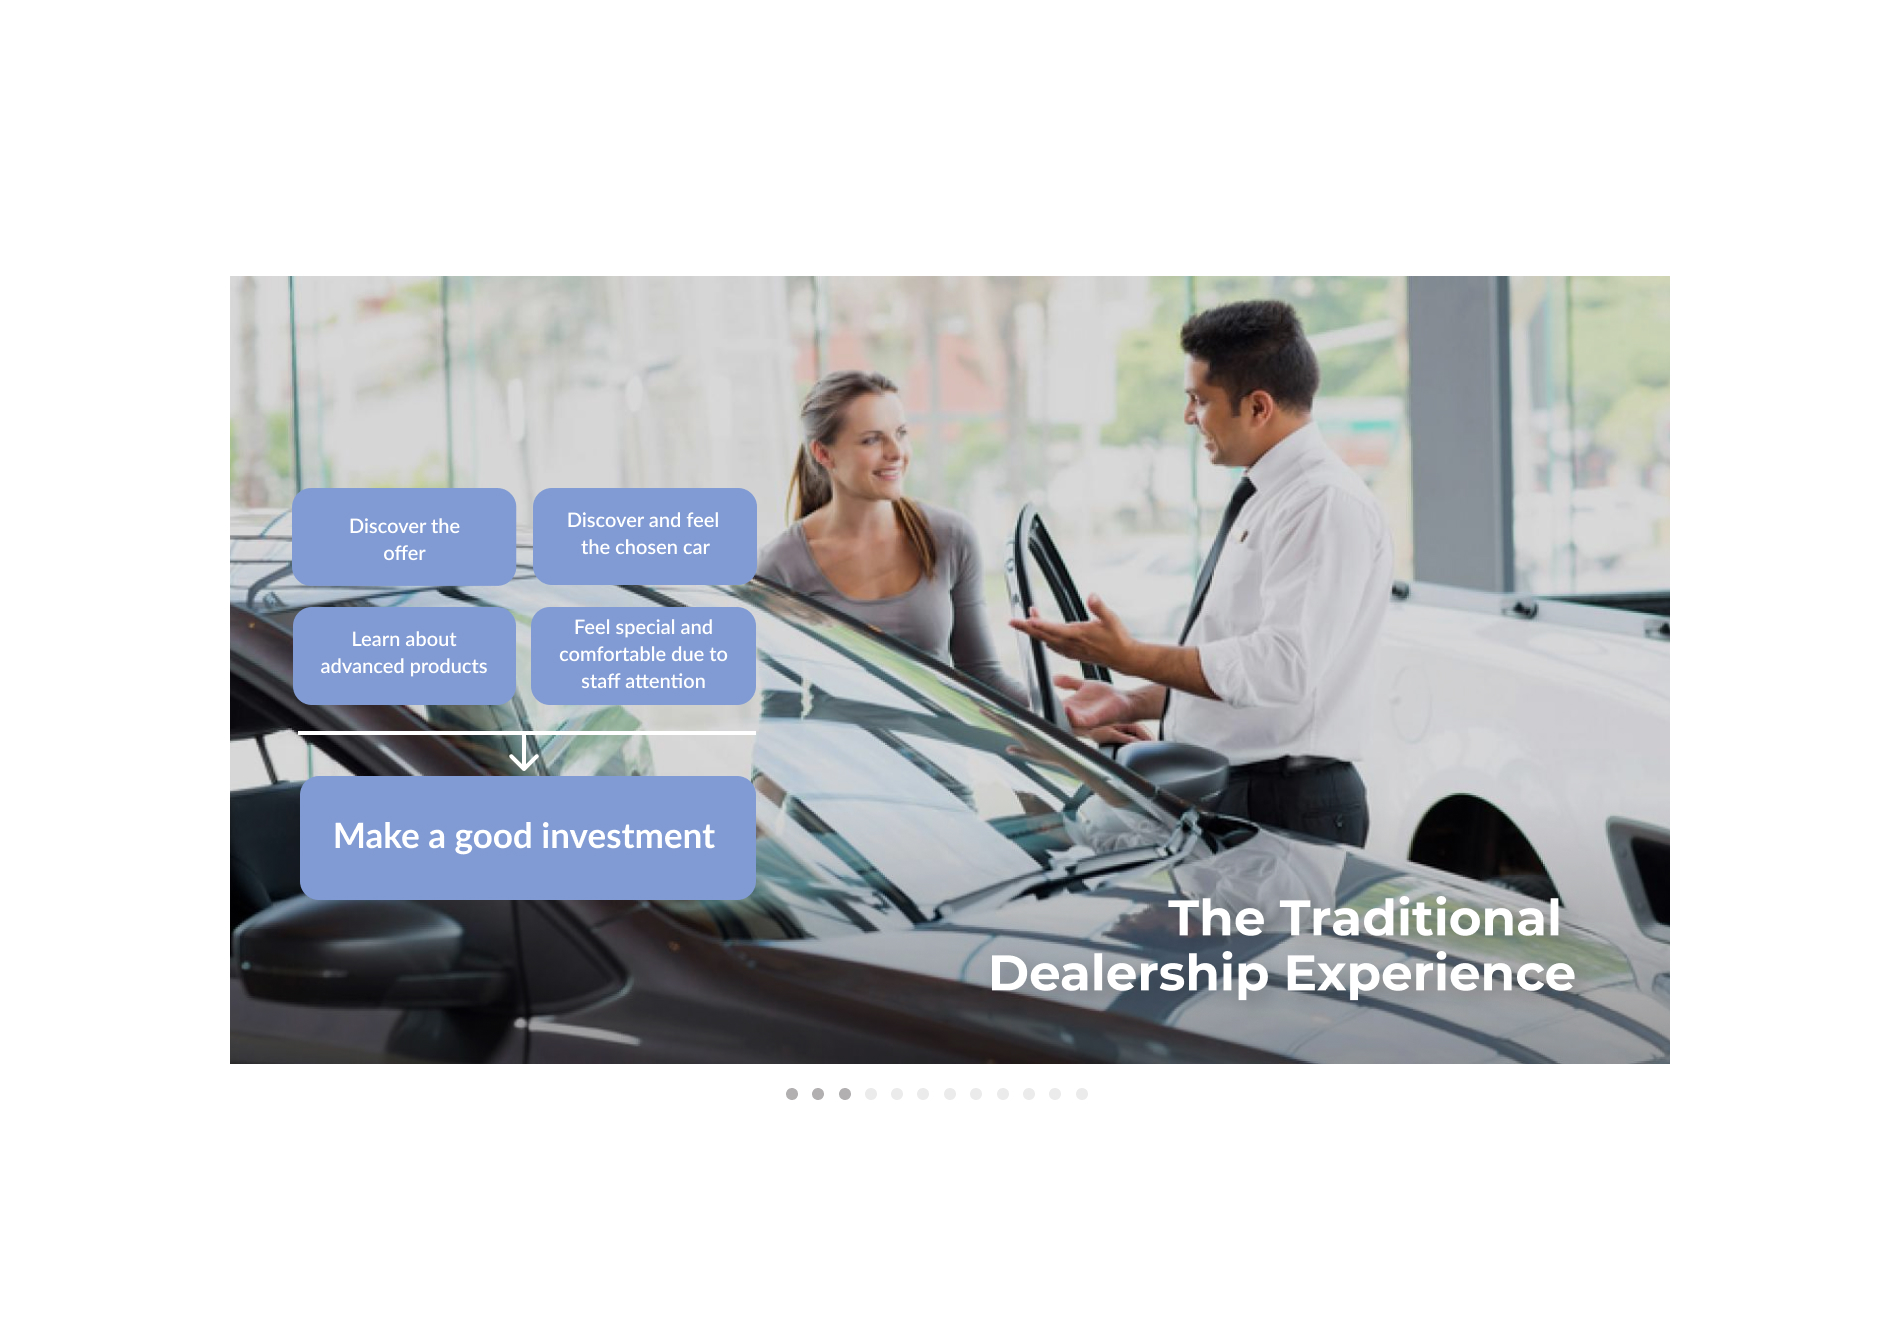 Discover the
offer
Discover and feel
the chosen car
Learn about
advanced products
Feel special and
comfortable due to
staff attention
Make a good investment
The Traditional
Dealership Experience